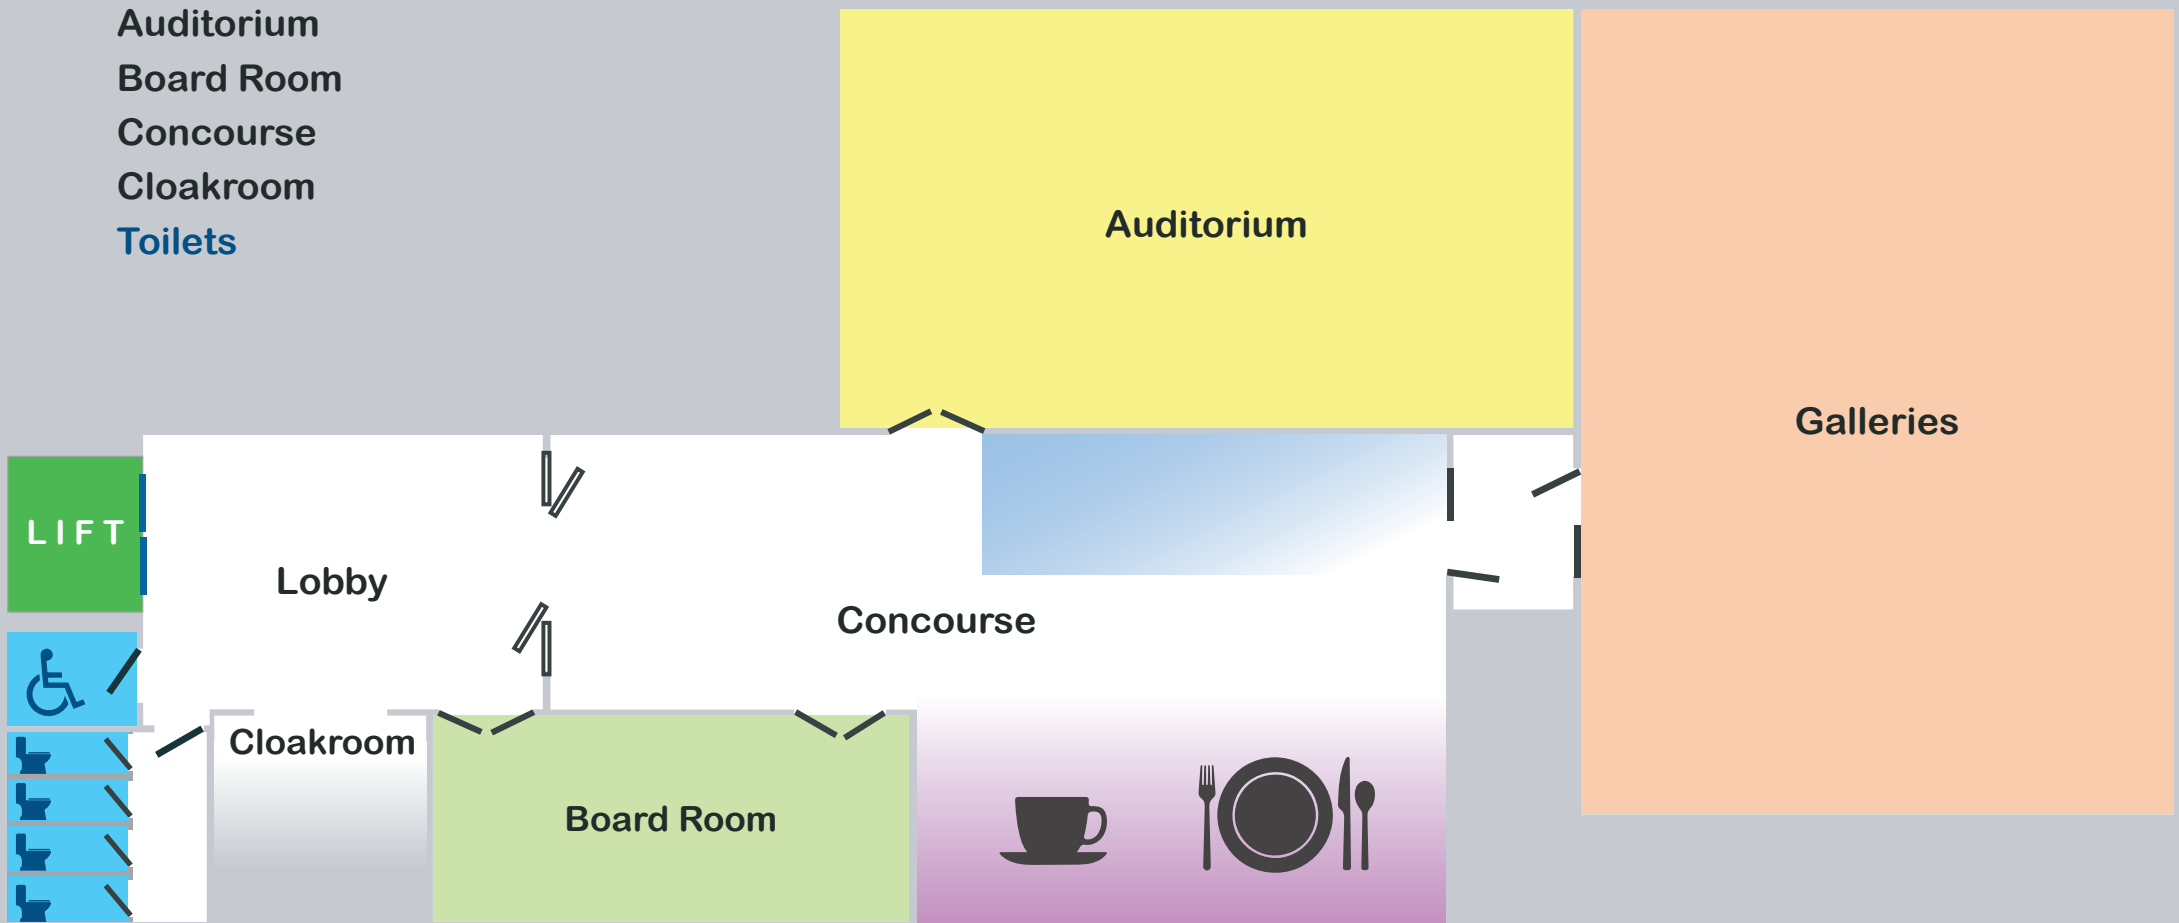 Auditorium
Board Room
Concourse
Cloakroom
Toilets
Auditorium
Galleries
LIFT
Lobby
Concourse
Cloakroom
Board Room